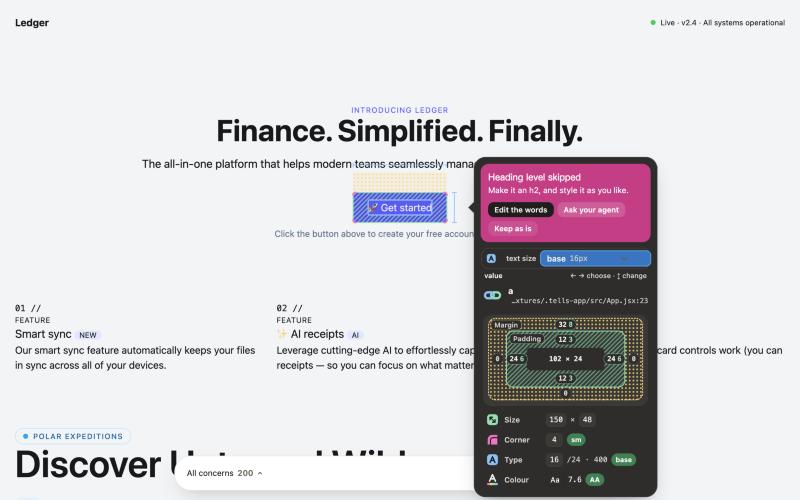 Ledger
Live · v2.4 · All systems operational
INTRODUCING LEDGER
Finance. Simplified. Finally.
The all-in-one platform that helps modern teams seamlessly mana
🚀 Get started
Click the button above to create your free accoun
Heading level skipped
Make it an h2, and style it as you like.
Edit the words
Ask your agent
Keep as is
A text size base 16px
value ← → choose · ↕ change
a
…xtures/.tells-app/src/App.jsx:23
Margin 32 8
Padding 12 3
0 24 6 102 × 24 24 6 0
12 3
0
Size 150 × 48
Corner 4 sm
A Type 16 /24 · 400 base
A Colour Aa 7.6 AA
01 //
FEATURE
Smart sync NEW
Our smart sync feature automatically keeps your files
in sync across all of your devices.
02 //
FEATURE
✨ AI receipts AI
Leverage cutting-edge AI to effortlessly cap
receipts — so you can focus on what matter
card controls work (you can
POLAR EXPEDITIONS
Discover
All concerns 200